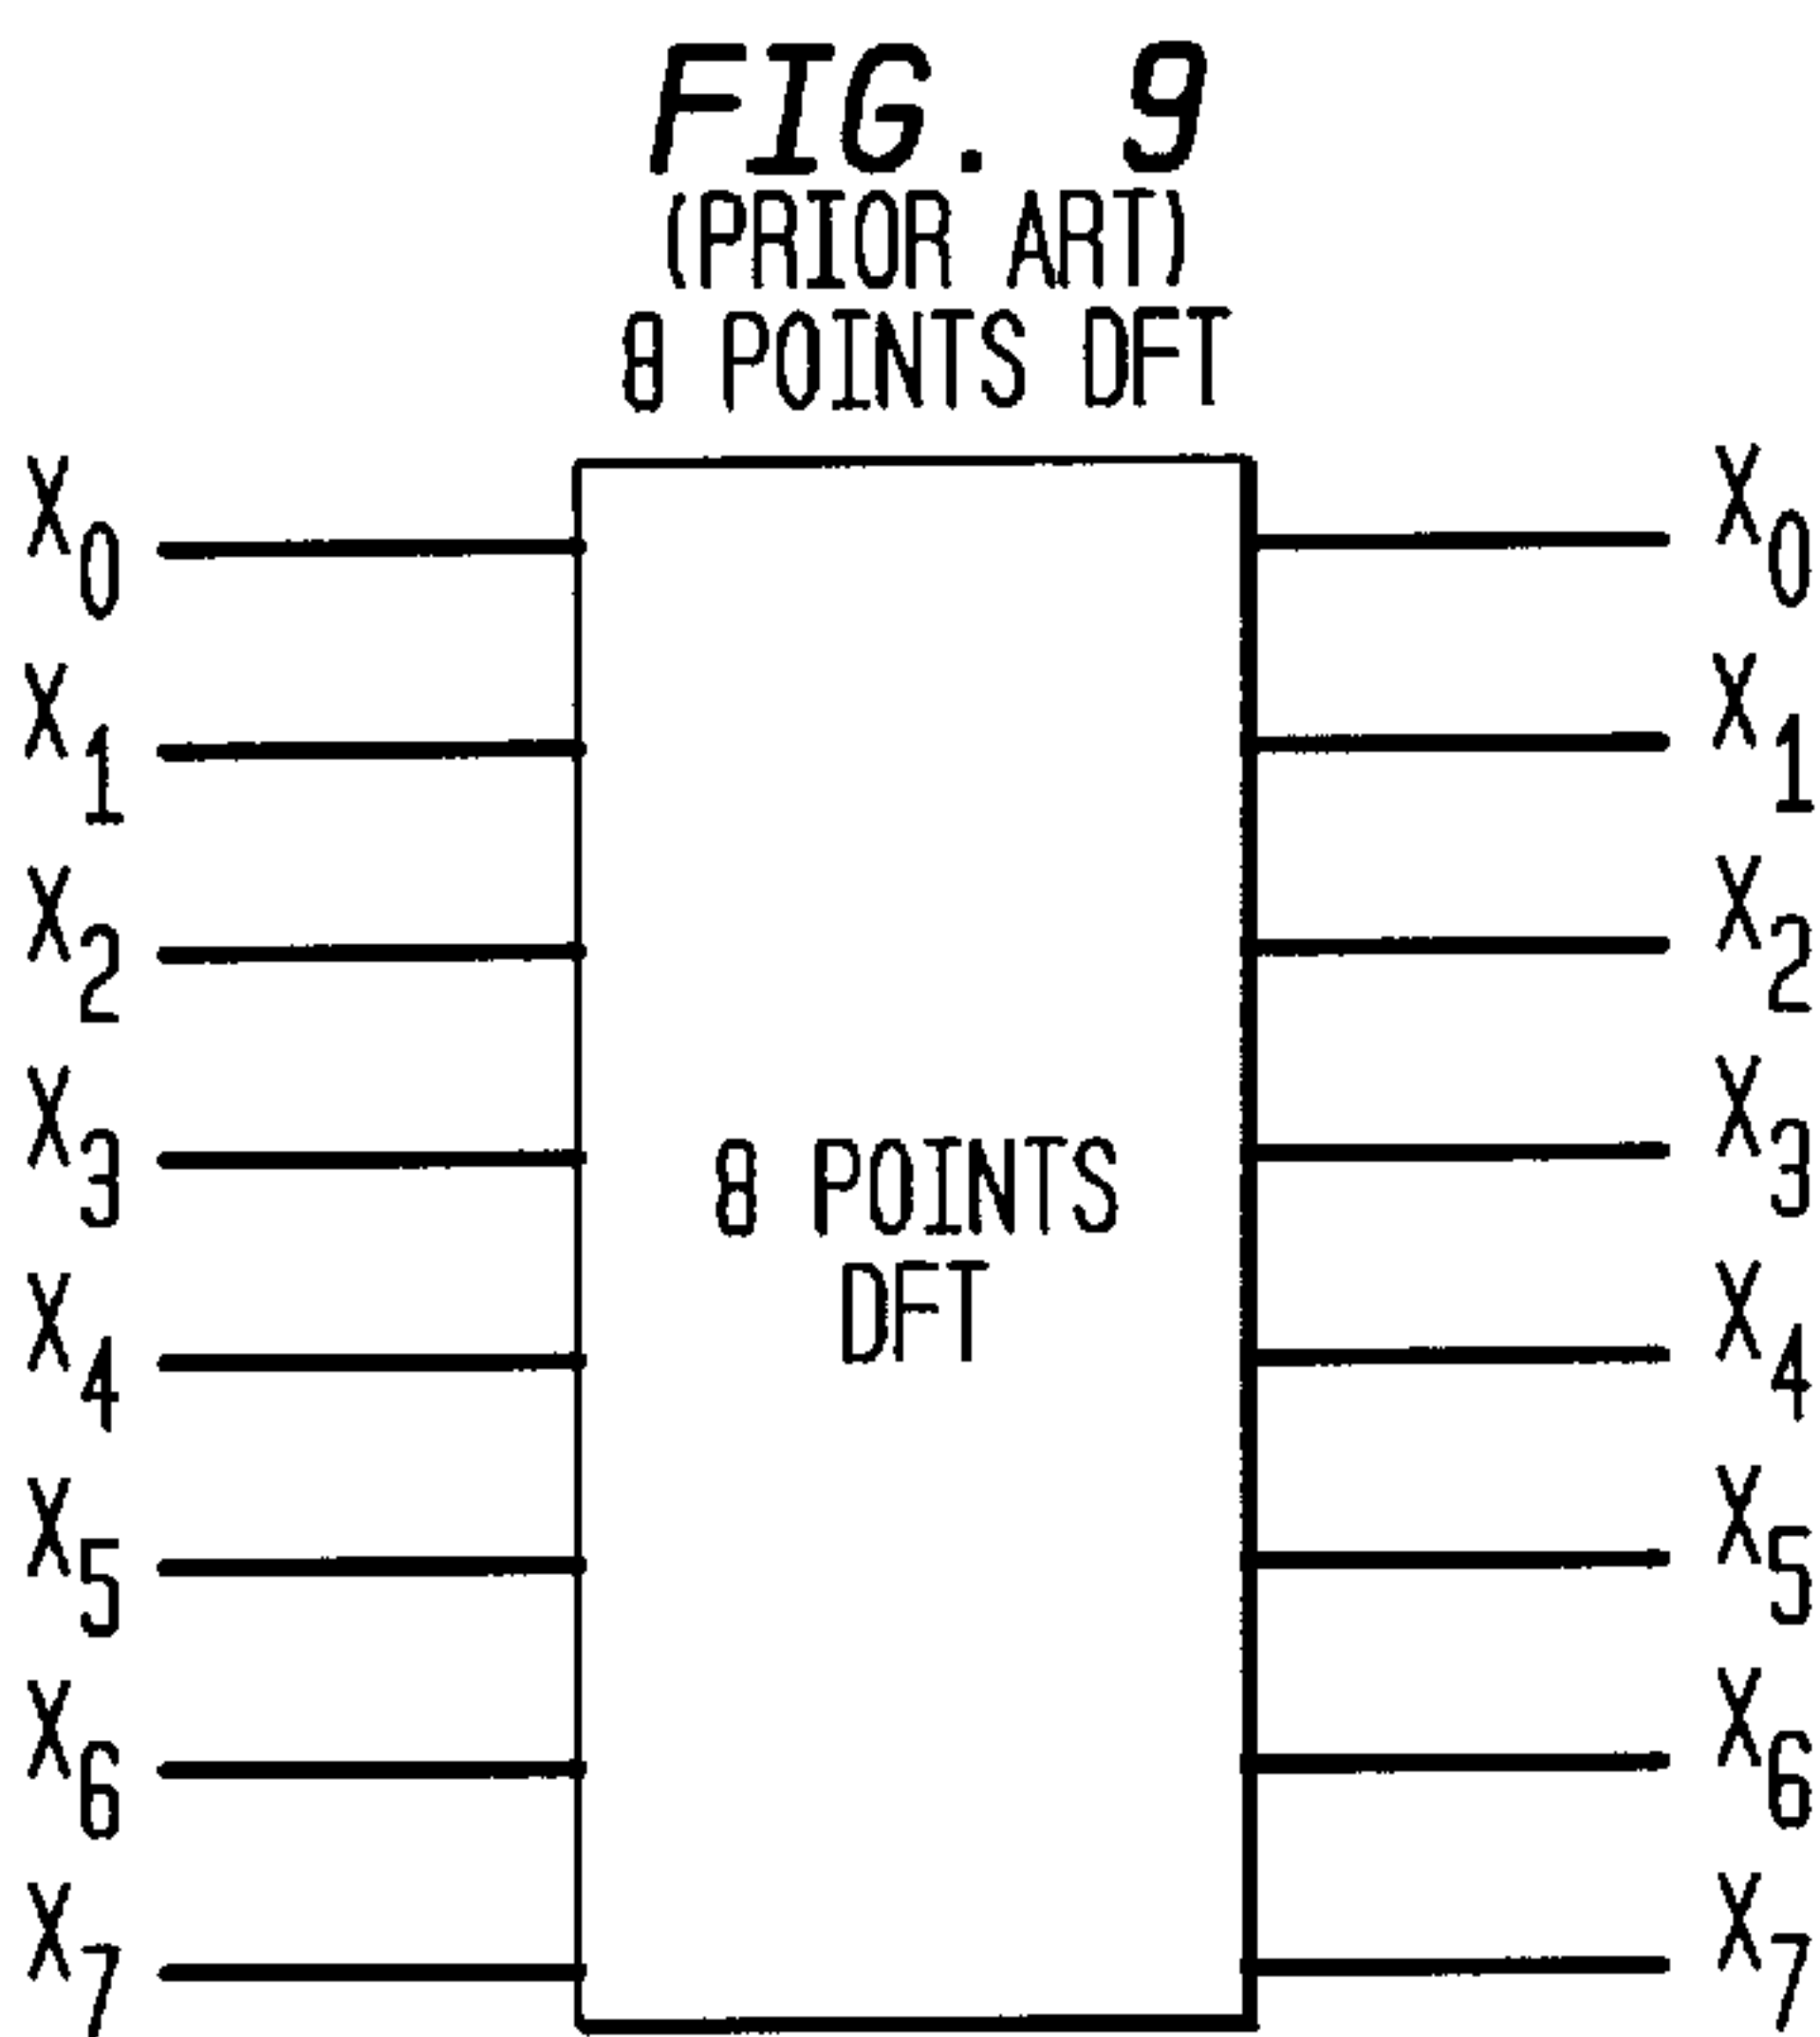 FIG. 9
(PRIOR ART)
8 POINTS DFT
X0 X0
X1 X1
X2 X2
X3 X3
8 POINTS
DFT
X4 X4
X5 X5
X6 X6
X7 X7